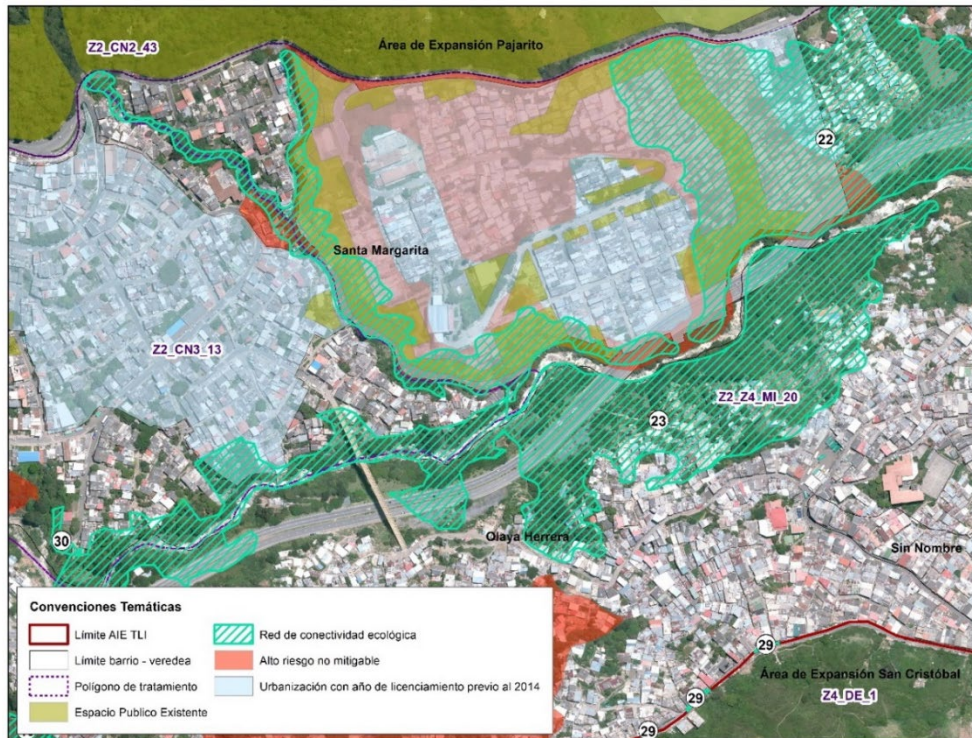 Z2_CN2_43
Área de Expansión Pajarito
22
Santa Margarita
Z2_CN3_13
Z2_Z4_MI_20
23
30
Olaya Herrera
Sin Nombre
29
Área de Expansión San Cristóbal
29
Z4_DE_1
29
Convenciones Temáticas
Límite AIE TLI
Límite barrio - veredea
Polígono de tratamiento
Espacio Publico Existente
Red de conectividad ecológica
Alto riesgo no mitigable
Urbanización con año de licenciamiento previo al 2014